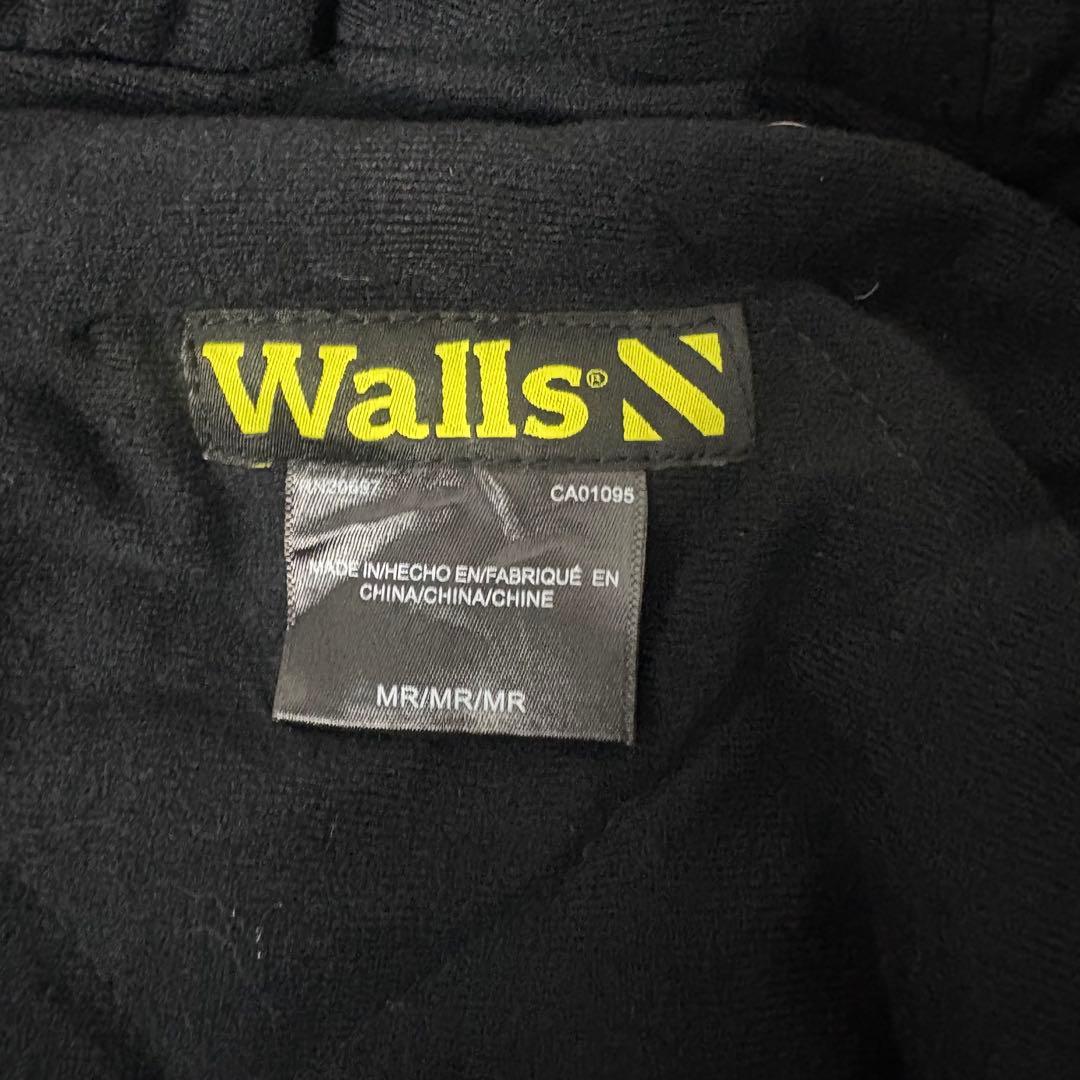 Walls®
CA01095
MADE IN/HECHO EN/FABRIQUÉ EN
CHINA/CHINA/CHINE
MR/MR/MR